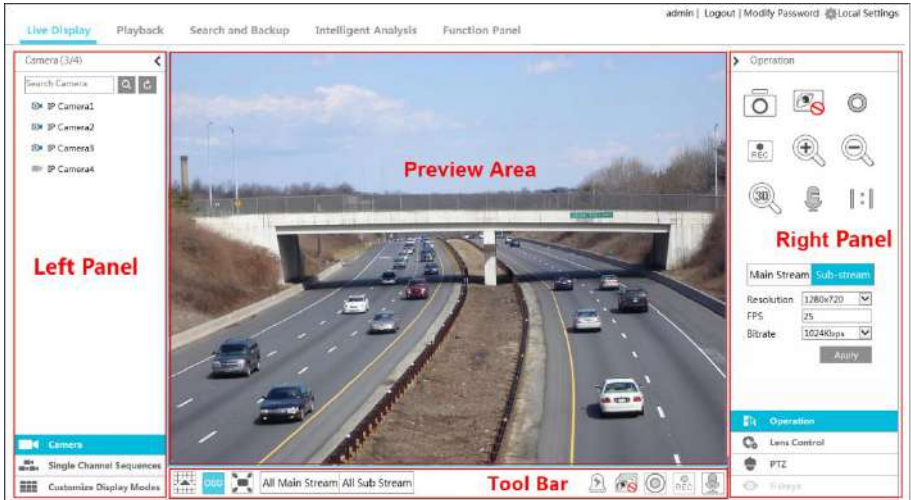 admin | Logout | Modify Password Local Settings
Live Display Playback Search and Backup Intelligent Analysis Function Panel
Camera (3/4)
Search Camera
IP Camera1
IP Camera2
IP Camera3
IP Camera4
Left Panel
Camera
Single Channel Sequences
Customize Display Modes
Preview Area
All Main Stream All Sub Stream
OSD
Tool Bar
REC
Operation
REC
3D
1:1
Right Panel
Main Stream Sub-stream
Resolution 1280x720
FPS 25
Bitrate 1024Kbps
Apply
Operation
Lens Control
PTZ
Fisheye